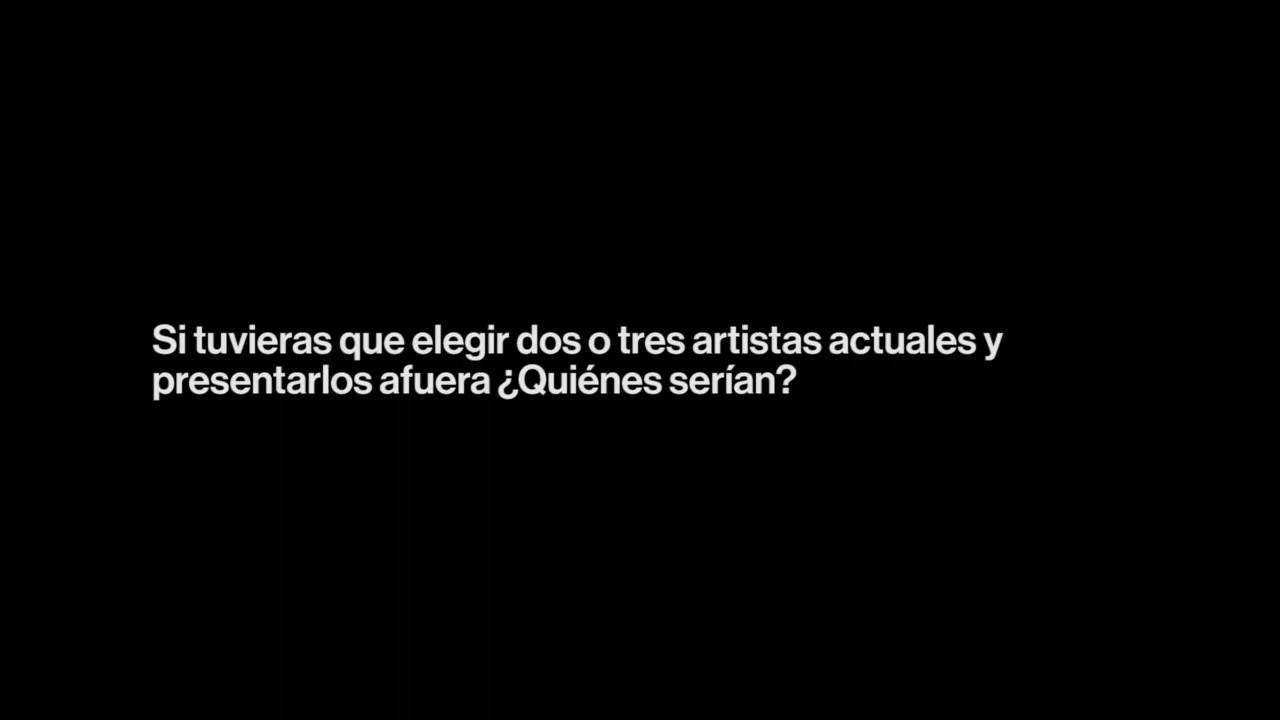 Si tuvieras que elegir dos o tres artistas actuales y
presentarlos afuera ¿Quiénes serían?